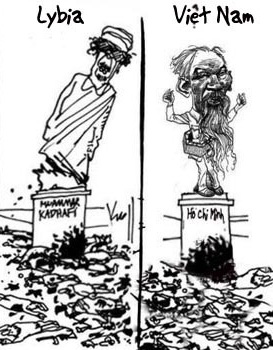 Lybia
Việt Nam
MUAMMAR
KADHAFI
Hồ Chí Minh